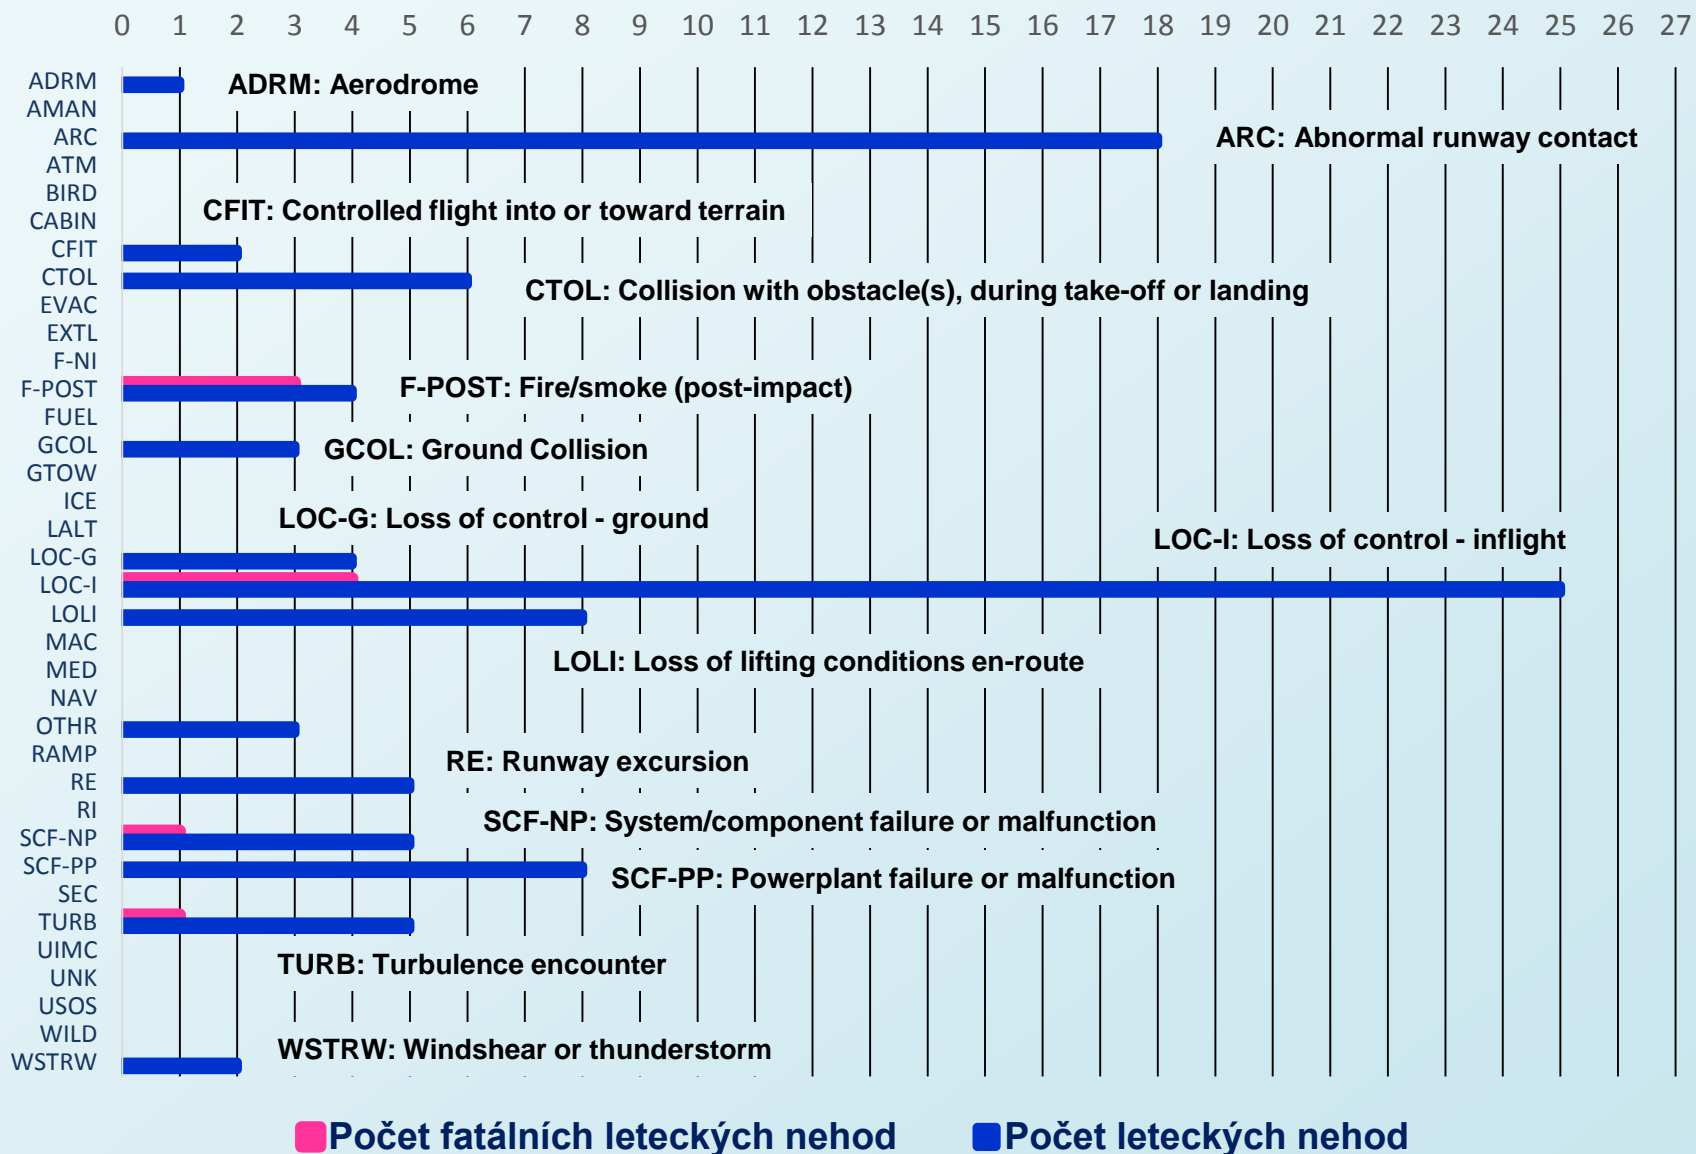 0 1 2 3 4 5 6 7 8 9 10 11 12 13 14 15 16 17 18 19 20 21 22 23 24 25 26 27
ADRM
ADRM: Aerodrome
AMAN
ARC
ARC: Abnormal runway contact
ATM
BIRD
CFIT: Controlled flight into or toward terrain
CABIN
CFIT
CTOL
CTOL: Collision with obstacle(s), during take-off or landing
EVAC
EXTL
F-NI
F-POST
F-POST: Fire/smoke (post-impact)
FUEL
GCOL
GCOL: Ground Collision
GTOW
ICE
LOC-G: Loss of control - ground
LALT
LOC-I: Loss of control - inflight
LOC-G
LOC-I
LOLI
MAC
LOLI: Loss of lifting conditions en-route
MED
NAV
OTHR
RAMP
RE: Runway excursion
RE
RI
SCF-NP: System/component failure or malfunction
SCF-NP
SCF-PP
SCF-PP: Powerplant failure or malfunction
SEC
TURB
UIMC
TURB: Turbulence encounter
UNK
USOS
WILD
WSTRW: Windshear or thunderstorm
WSTRW
Počet fatálních leteckých nehod
Počet leteckých nehod